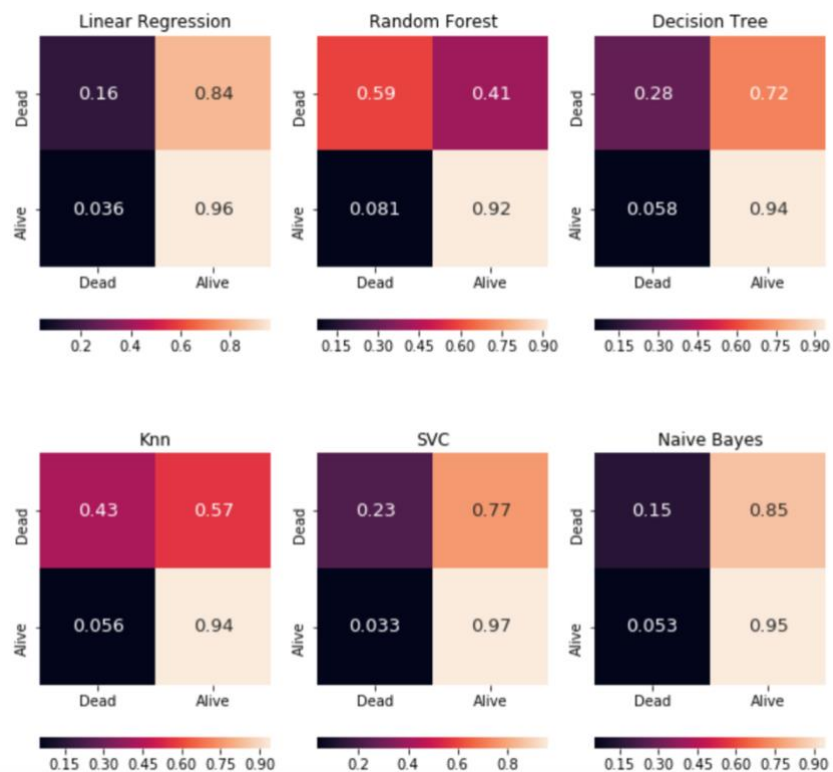 Linear Regression
Random Forest
Decision Tree
Dead
0.16
0.84
Dead
0.59
0.41
Dead
0.28
0.72
Alive
0.036
0.96
Alive
0.081
0.92
Alive
0.058
0.94
Dead
Alive
Dead
Alive
Dead
Alive
0.2 0.4 0.6 0.8
0.15 0.30 0.45 0.60 0.75 0.90
0.15 0.30 0.45 0.60 0.75 0.90
Knn
SVC
Naive Bayes
Dead
0.43
0.57
Dead
0.23
0.77
Dead
0.15
0.85
Alive
0.056
0.94
Alive
0.033
0.97
Alive
0.053
0.95
Dead
Alive
Dead
Alive
Dead
Alive
0.15 0.30 0.45 0.60 0.75 0.90
0.2 0.4 0.6 0.8
0.15 0.30 0.45 0.60 0.75 0.90